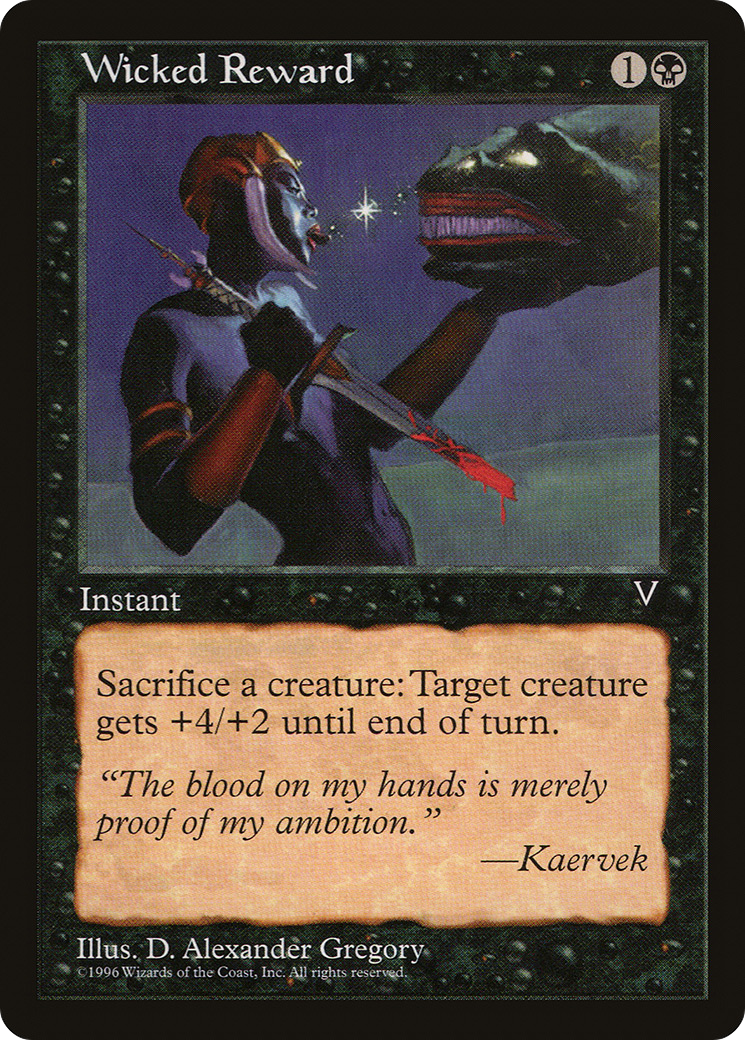 Wicked Reward 1
Instant V
Sacrifice a creature: Target creature
gets +4/+2 until end of turn.
“The blood on my hands is merely
proof of my ambition.”
—Kaervek
Illus. D. Alexander Gregory
©1996 Wizards of the Coast, Inc. All rights reserved.